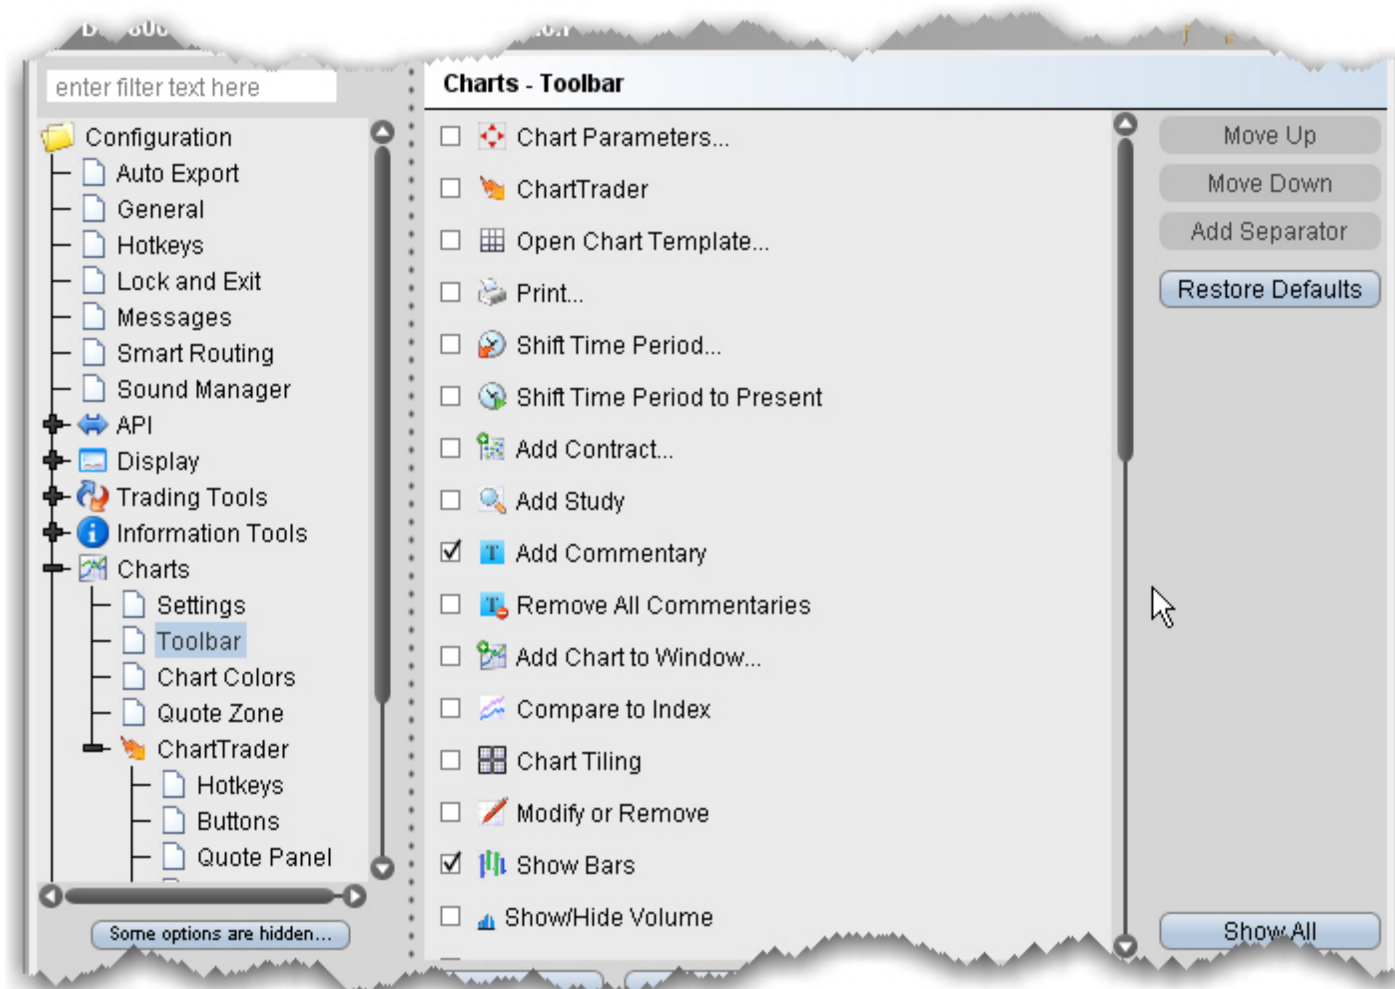 enter filter text here
Configuration
Auto Export
General
Hotkeys
Lock and Exit
Messages
Smart Routing
Sound Manager
API
Display
Trading Tools
Information Tools
Charts
Settings
Toolbar
Chart Colors
Quote Zone
ChartTrader
Hotkeys
Buttons
Quote Panel
Some options are hidden...
Charts - Toolbar
Chart Parameters...
ChartTrader
Open Chart Template...
Print...
Shift Time Period...
Shift Time Period to Present
Add Contract...
Add Study
Add Commentary
Remove All Commentaries
Add Chart to Window...
Compare to Index
Chart Tiling
Modify or Remove
Show Bars
Show/Hide Volume
Move Up
Move Down
Add Separator
Restore Defaults
Show All